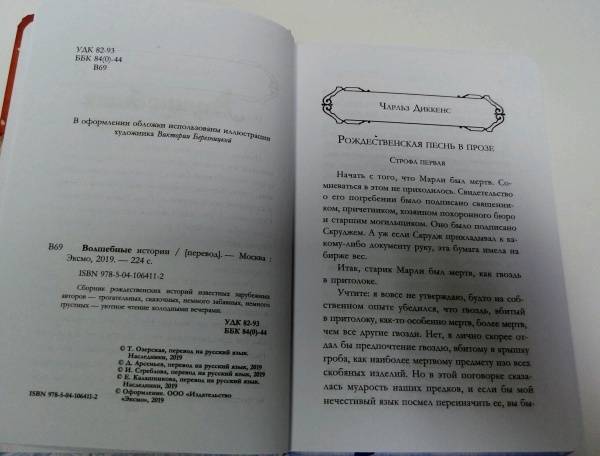 УДК 82-93
ББК 84(0)-44
В69
В оформлении обложки использованы иллюстрации
художника Виктории Березницкой
В69 Волшебные истории / [перевод]. — Москва :
Эксмо, 2019. — 224 с.
ISBN 978-5-04-106411-2
Сборник рождественских историй известных зарубежных
авторов — трогательных, сказочных, немного забавных, немного
грустных — уютное чтение холодными вечерами.
УДК 82-93
ББК 84(0)-44
© Т. Озерская, перевод на русский язык.
Наследники, 2019
© Д. Арсеньев, перевод на русский язык, 2019
© И. Стреблова, перевод на русский язык, 2019
© Е. Калашникова, перевод на русский язык.
Наследники, 2019
© Оформление. ООО «Издательство
«Эксмо», 2019
ISBN 978-5-04-106411-2
Чарльз Диккенс
Рождественская песнь в прозе
Строфа первая
Начать с того, что Марли был мертв. Со-
мневаться в этом не приходилось. Свидетельство
о его погребении было подписано священни-
ком, причетником, хозяином похоронного бюро
и старшим могильщиком. Оно было подписано
Скруджем. А уж если Скрудж прикладывал к ка-
кому-либо документу руку, эта бумага имела на
бирже вес.
Итак, старик Марли был мертв, как гвоздь
в притолоке.
Учтите: я вовсе не утверждаю, будто на соб-
ственном опыте убедился, что гвоздь, вбитый
в притолоку, как-то особенно мертв, более мертв,
чем все другие гвозди. Нет, я лично скорее от-
дал бы предпочтение гвоздю, вбитому в крышку
гроба, как наиболее мертвому предмету изо всех
скобяных изделий. Но в этой поговорке сказа-
лась мудрость наших предков, и если бы мой
нечестивый язык посмел переиначить ее, вы бы-